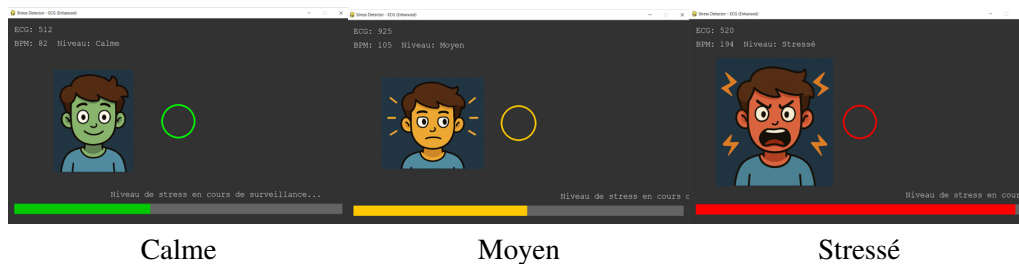 Stress Detector - ECG (Enhanced)
ECG: 512
BPM: 82 Niveau: Calme
Niveau de stress en cours de surveillance...
Stress Detector - ECG (Enhanced)
ECG: 925
BPM: 105 Niveau: Moyen
Niveau de stress en cours
Stress Detector - ECG (Enhanced)
ECG: 520
BPM: 194 Niveau: Stressé
Niveau de stress en cour
Calme
Moyen
Stressé